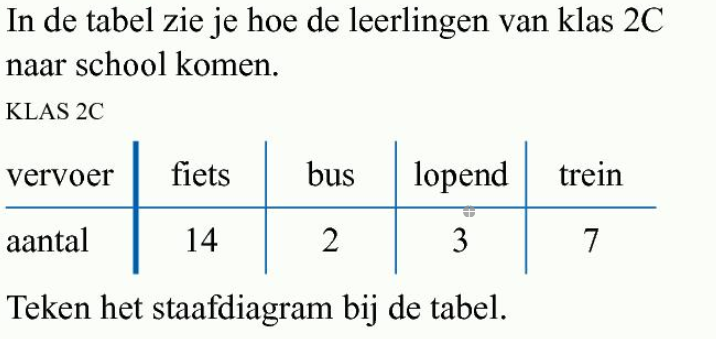 In de tabel zie je hoe de leerlingen van klas 2C
naar school komen.
KLAS 2C
vervoer fiets bus lopend trein
aantal 14 2 3 7
Teken het staafdiagram bij de tabel.